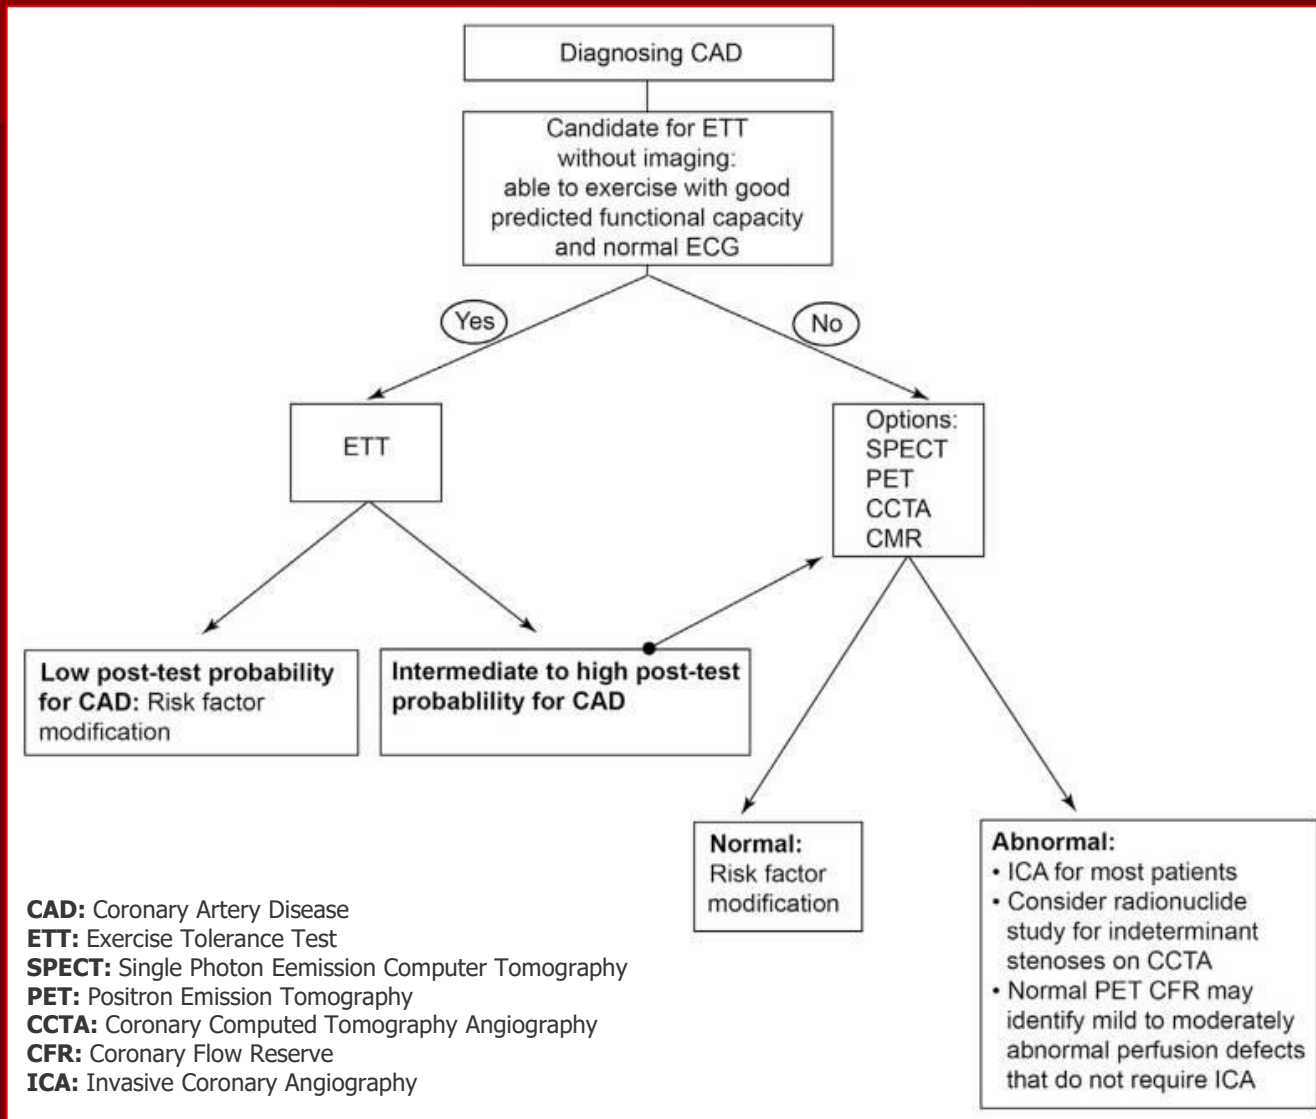 Diagnosing CAD
Candidate for ETT
without imaging:
able to exercise with good
predicted functional capacity
and normal ECG
Yes
No
ETT
Options:
SPECT
PET
CCTA
CMR
Low post-test probability
for CAD: Risk factor
modification
Intermediate to high post-test
probablility for CAD
Normal:
Risk factor
modification
Abnormal:
• ICA for most patients
• Consider radionuclide
study for indeterminant
stenoses on CCTA
• Normal PET CFR may
identify mild to moderately
abnormal perfusion defects
that do not require ICA
CAD: Coronary Artery Disease
ETT: Exercise Tolerance Test
SPECT: Single Photon Eemission Computer Tomography
PET: Positron Emission Tomography
CCTA: Coronary Computed Tomography Angiography
CFR: Coronary Flow Reserve
ICA: Invasive Coronary Angiography